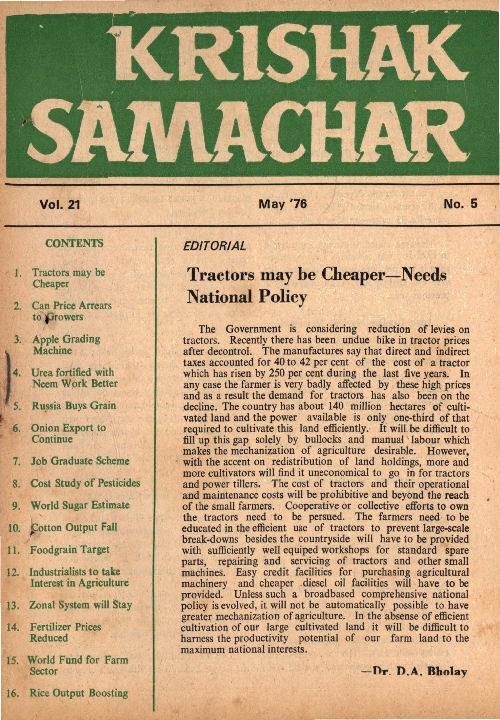 KRISHAK
SAMACHAR
Vol. 21 May '76 No. 5
CONTENTS
1. Tractors may be
Cheaper
2. Can Price Arrears
to Growers
3. Apple Grading
Machine
4. Urea fortified with
Neem Work Better
5. Russia Buys Grain
6. Onion Export to
Continue
7. Job Graduate Scheme
8. Cost Study of Pesticides
9. World Sugar Estimate
10. Cotton Output Fall
11. Foodgrain Target
12. Industrialists to take
Interest in Agriculture
13. Zonal System will Stay
14. Fertilizer Prices
Reduced
15. World Fund for Farm
Sector
16. Rice Output Boosting
EDITORIAL
Tractors may be Cheaper—Needs
National Policy
The Government is considering reduction of levies on
tractors. Recently there has been undue hike in tractor prices
after decontrol. The manufactures say that direct and indirect
taxes accounted for 40 to 42 per cent of the cost of a tractor
which has risen by 250 per cent during the last five years. In
any case the farmer is very badly affected by these high prices
and as a result the demand for tractors has also been on the
decline. The country has about 140 million hectares of culti-
vated land and the power available is only one-third of that
required to cultivate this land efficiently. It will be difficult to
fill up this gap solely by bullocks and manual labour which
makes the mechanization of agriculture desirable. However,
with the accent on redistribution of land holdings, more and
more cultivators will find it uneconomical to go in for tractors
and power tillers. The cost of tractors and their operational
and maintenance costs will be prohibitive and beyond the reach
of the small farmers. Cooperative or collective efforts to own
the tractors need to be persued. The farmers need to be
educated in the efficient use of tractors to prevent large-scale
break-downs besides the countryside will have to be provided
with sufficiently well equiped workshops for standard spare
parts, repairing and servicing of tractors and other small
machines. Easy credit facilities for purchasing agricultural
machinery and cheaper diesel oil facilities will have to be
provided. Unless such a broadbased comprehensive national
policy is evolved, it will not be automatically possible to have
greater mechanization of agriculture. In the absense of efficient
cultivation of our large cultivated land it will be difficult to
harness the productivity potential of our farm land to the
maximum national interests.
—Dr. D.A. Bholay